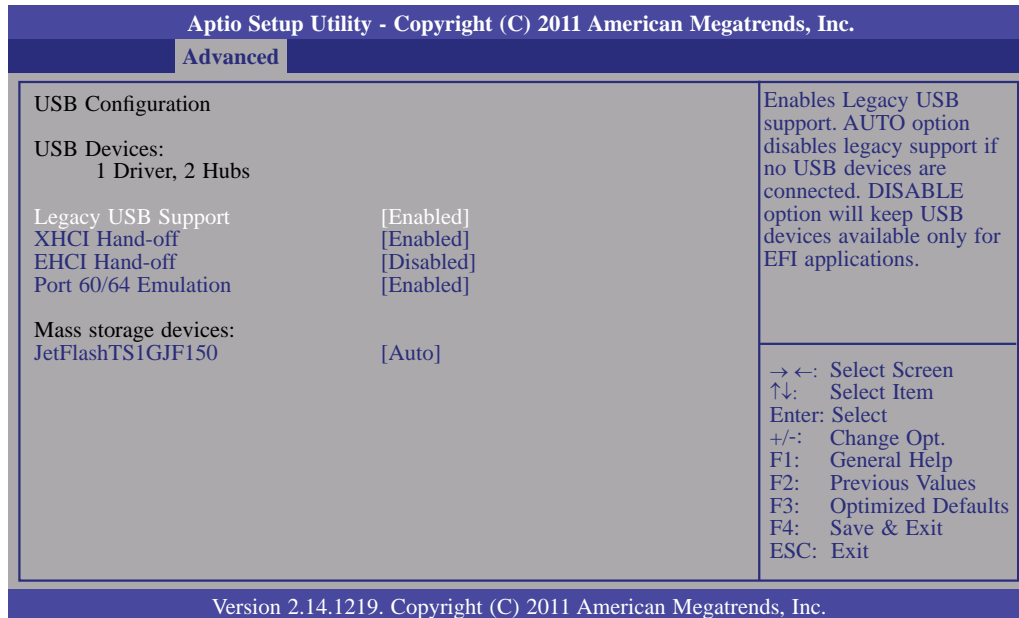 Aptio Setup Utility - Copyright (C) 2011 American Megatrends, Inc.
Advanced
USB Configuration
USB Devices:
1 Driver, 2 Hubs
Legacy USB Support [Enabled]
XHCI Hand-off [Enabled]
EHCI Hand-off [Disabled]
Port 60/64 Emulation [Enabled]
Mass storage devices:
JetFlashTS1GJF150 [Auto]
Enables Legacy USB
support. AUTO option
disables legacy support if
no USB devices are
connected. DISABLE
option will keep USB
devices available only for
EFI applications.
→ ←: Select Screen
↑↓: Select Item
Enter: Select
+/-: Change Opt.
F1: General Help
F2: Previous Values
F3: Optimized Defaults
F4: Save & Exit
ESC: Exit
Version 2.14.1219. Copyright (C) 2011 American Megatrends, Inc.